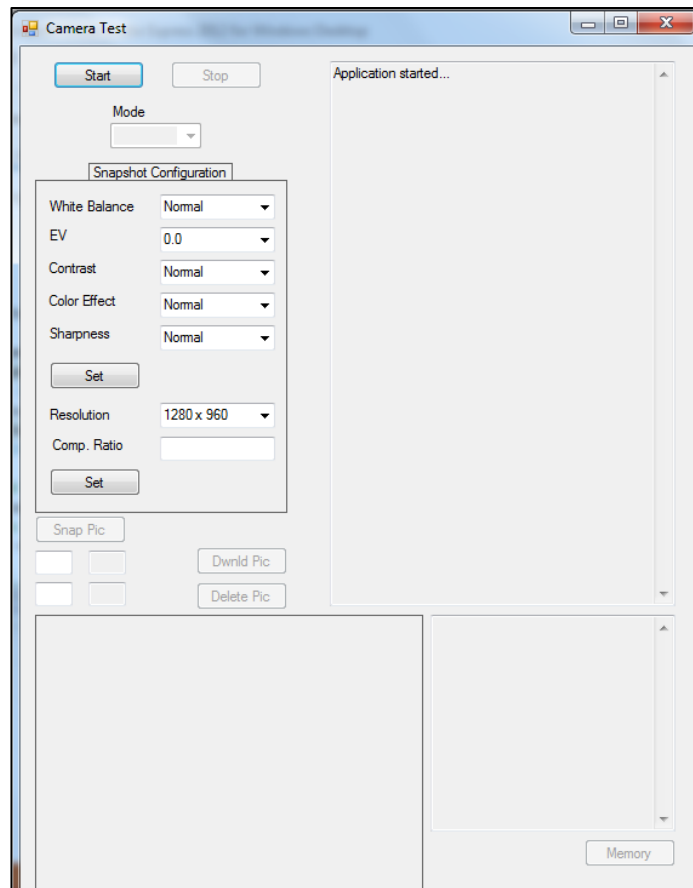 Camera Test
Start
Stop
Application started...
Mode
Snapshot Configuration
White Balance
Normal
EV
0.0
Contrast
Normal
Color Effect
Normal
Sharpness
Normal
Set
Resolution
1280 x 960
Comp. Ratio
Set
Snap Pic
Dwnld Pic
Delete Pic
Memory